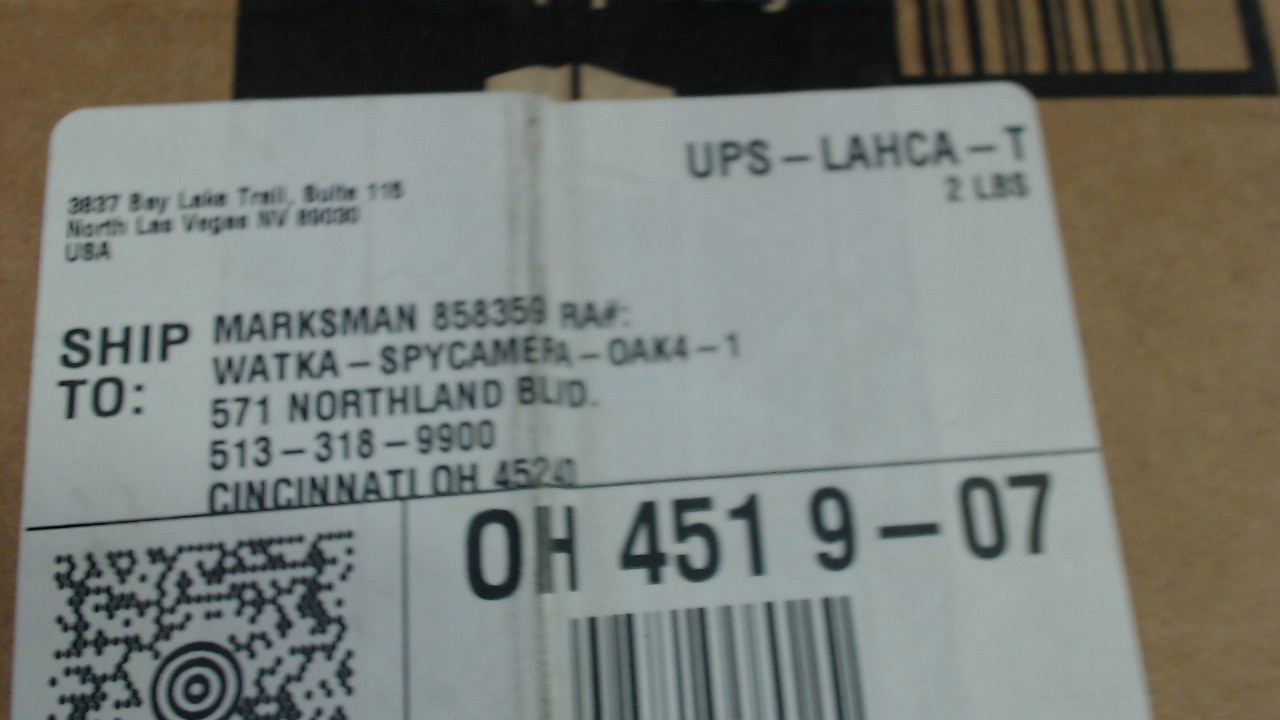 UPS-LAHCA-T
2 LBS
3837 Bay Lake Trail, Suite 115
North Las Vegas NV 89030
USA
SHIP TO:
MARKSMAN 858359 RA#:
WATKA-SPYCAMERA-OAK4-1
571 NORTHLAND BLVD.
513-318-9900
CINCINNATI OH 45240
OH 451 9-07